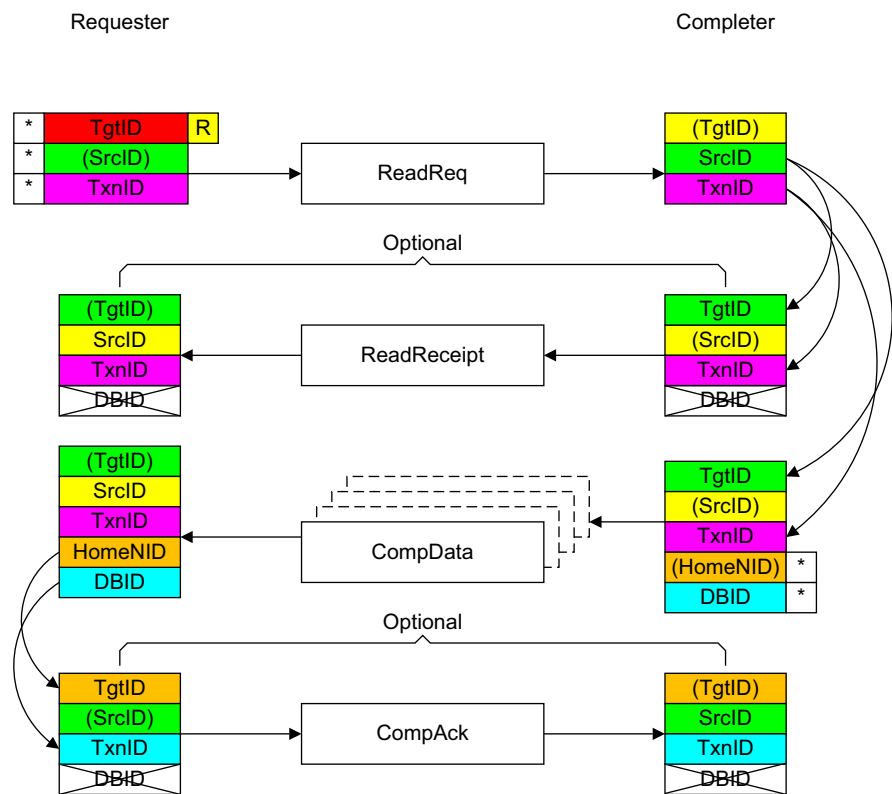 Requester Completer
* TgtID R (TgtID)
* (SrcID) ReadReq SrcID
* TxnID TxnID
Optional
(TgtID) TgtID
SrcID ReadReceipt (SrcID)
TxnID TxnID
DBID DBID
(TgtID) TgtID
SrcID (SrcID)
TxnID CompData TxnID
HomeNID (HomeNID) *
DBID DBID *
Optional
TgtID (TgtID)
(SrcID) CompAck SrcID
TxnID TxnID
DBID DBID